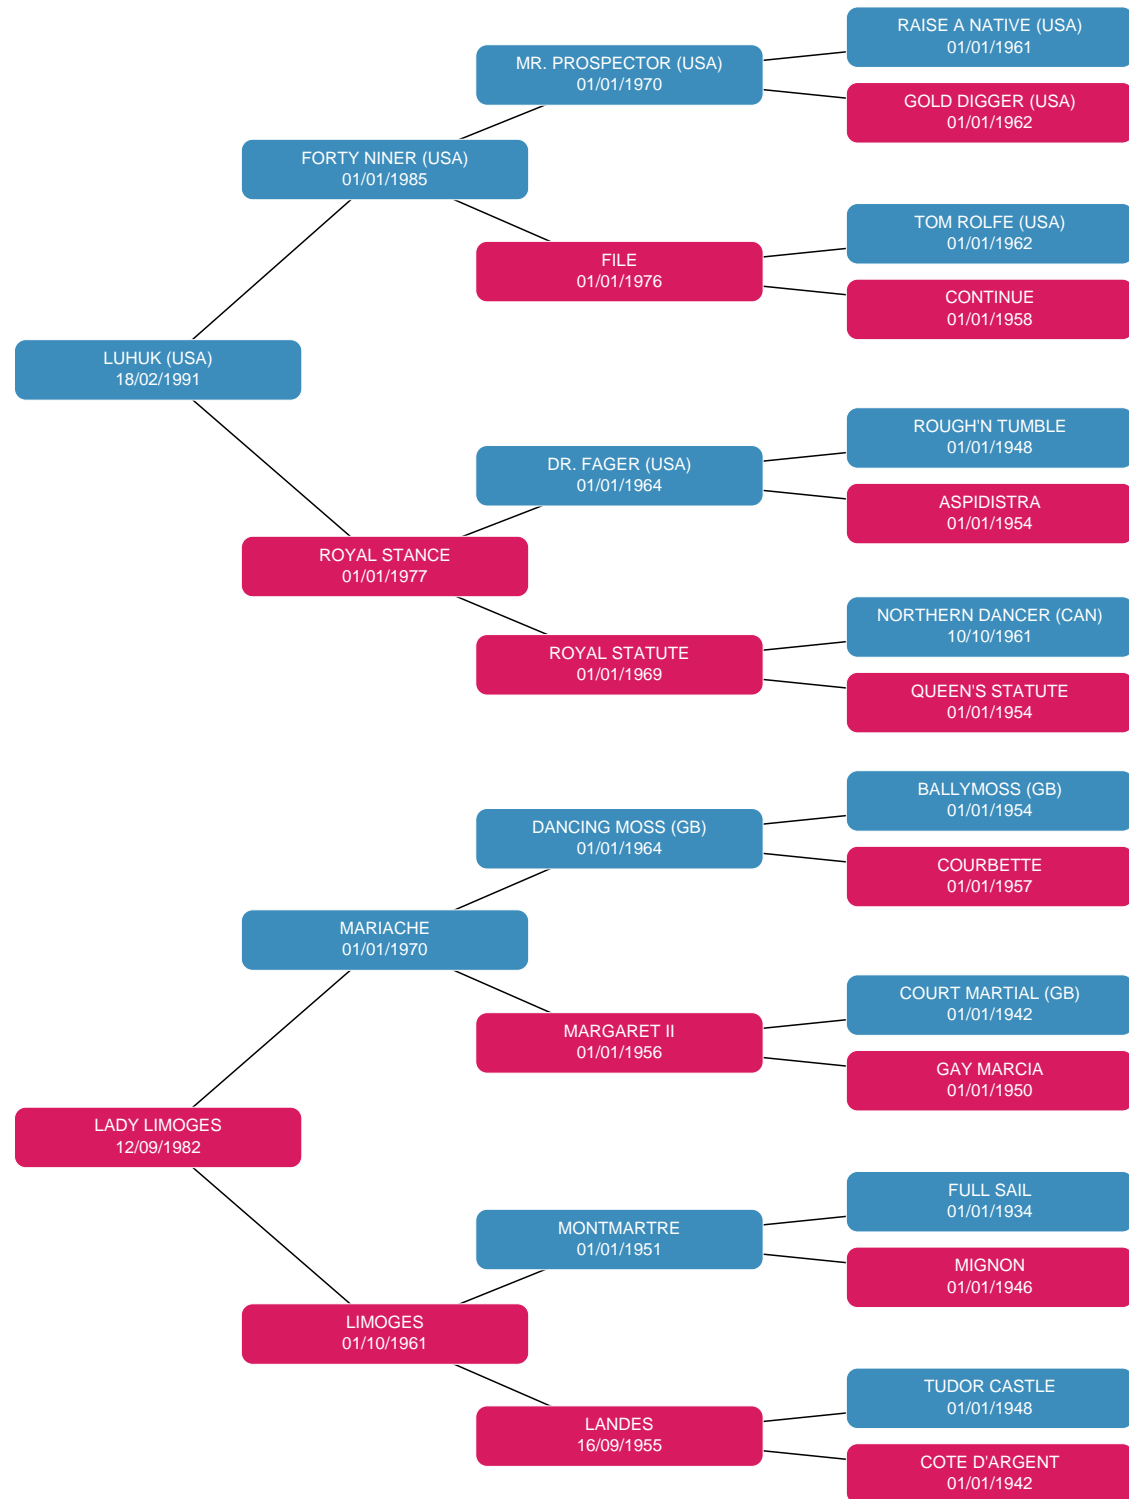 RAISE A NATIVE (USA)
01/01/1961
MR. PROSPECTOR (USA)
01/01/1970
GOLD DIGGER (USA)
01/01/1962
FORTY NINER (USA)
01/01/1985
TOM ROLFE (USA)
01/01/1962
FILE
01/01/1976
CONTINUE
01/01/1958
LUHUK (USA)
18/02/1991
ROUGH'N TUMBLE
01/01/1948
DR. FAGER (USA)
01/01/1964
ASPIDISTRA
01/01/1954
ROYAL STANCE
01/01/1977
NORTHERN DANCER (CAN)
10/10/1961
ROYAL STATUTE
01/01/1969
QUEEN'S STATUTE
01/01/1954
BALLYMOSS (GB)
01/01/1954
DANCING MOSS (GB)
01/01/1964
COURBETTE
01/01/1957
MARIACHE
01/01/1970
COURT MARTIAL (GB)
01/01/1942
MARGARET II
01/01/1956
GAY MARCIA
01/01/1950
LADY LIMOGES
12/09/1982
FULL SAIL
01/01/1934
MONTMARTRE
01/01/1951
MIGNON
01/01/1946
LIMOGES
01/10/1961
TUDOR CASTLE
01/01/1948
LANDES
16/09/1955
COTE D'ARGENT
01/01/1942